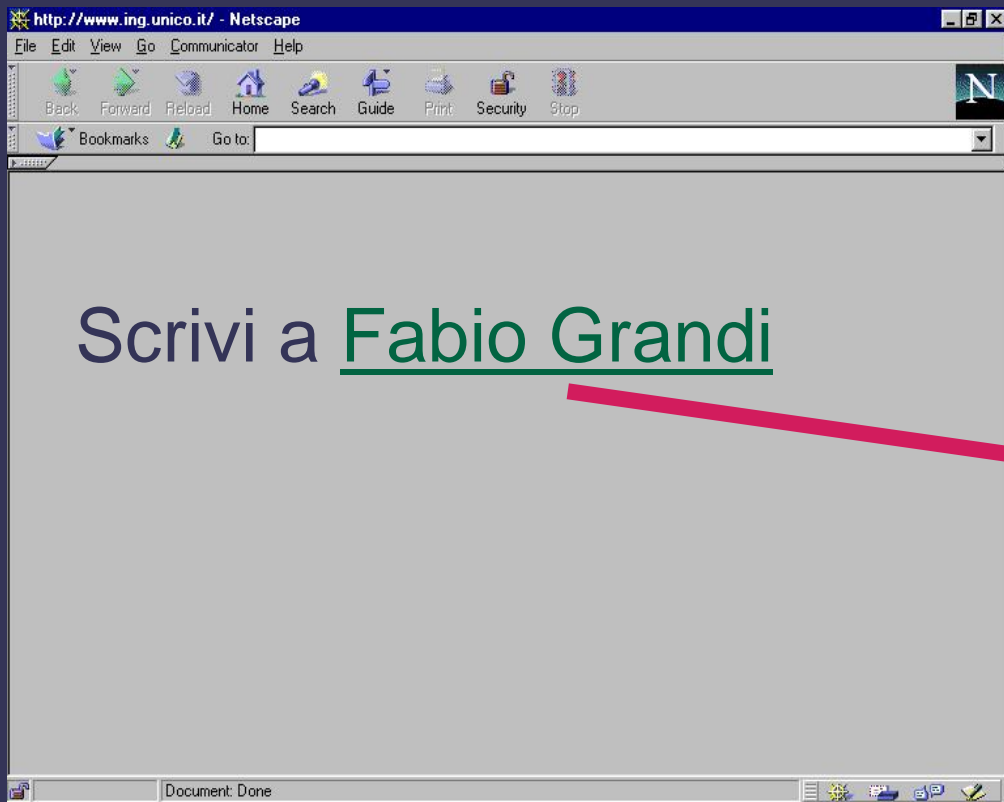 http://www.ing.unico.it/ - Netscape
File Edit View Go Communicator Help
Back Forward Reload Home Search Guide Print Security Stop
N
Bookmarks Go to:
Scrivi a Fabio Grandi
Document: Done